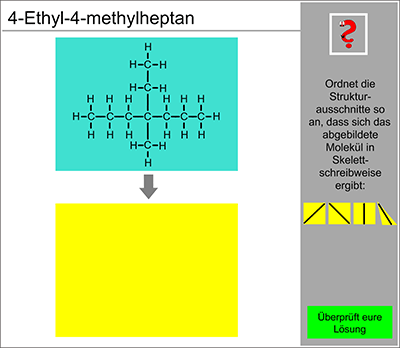 4-Ethyl-4-methylheptan
H
H-C-H
H-C-H
H H H H H H
H-C-C-C-C-C-C-C-H
H H H H H H
H-C-H
H
?
Ordnet die
Struktur-
ausschnitte so
an, dass sich das
abgebildete
Molekül in
Skelett-
schreibweise
ergibt:
Überprüft eure
Lösung